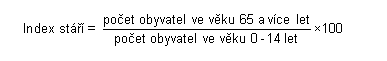 počet obyvatel ve věku 65 a více let
Index stáří = ×100
počet obyvatel ve věku 0 - 14 let